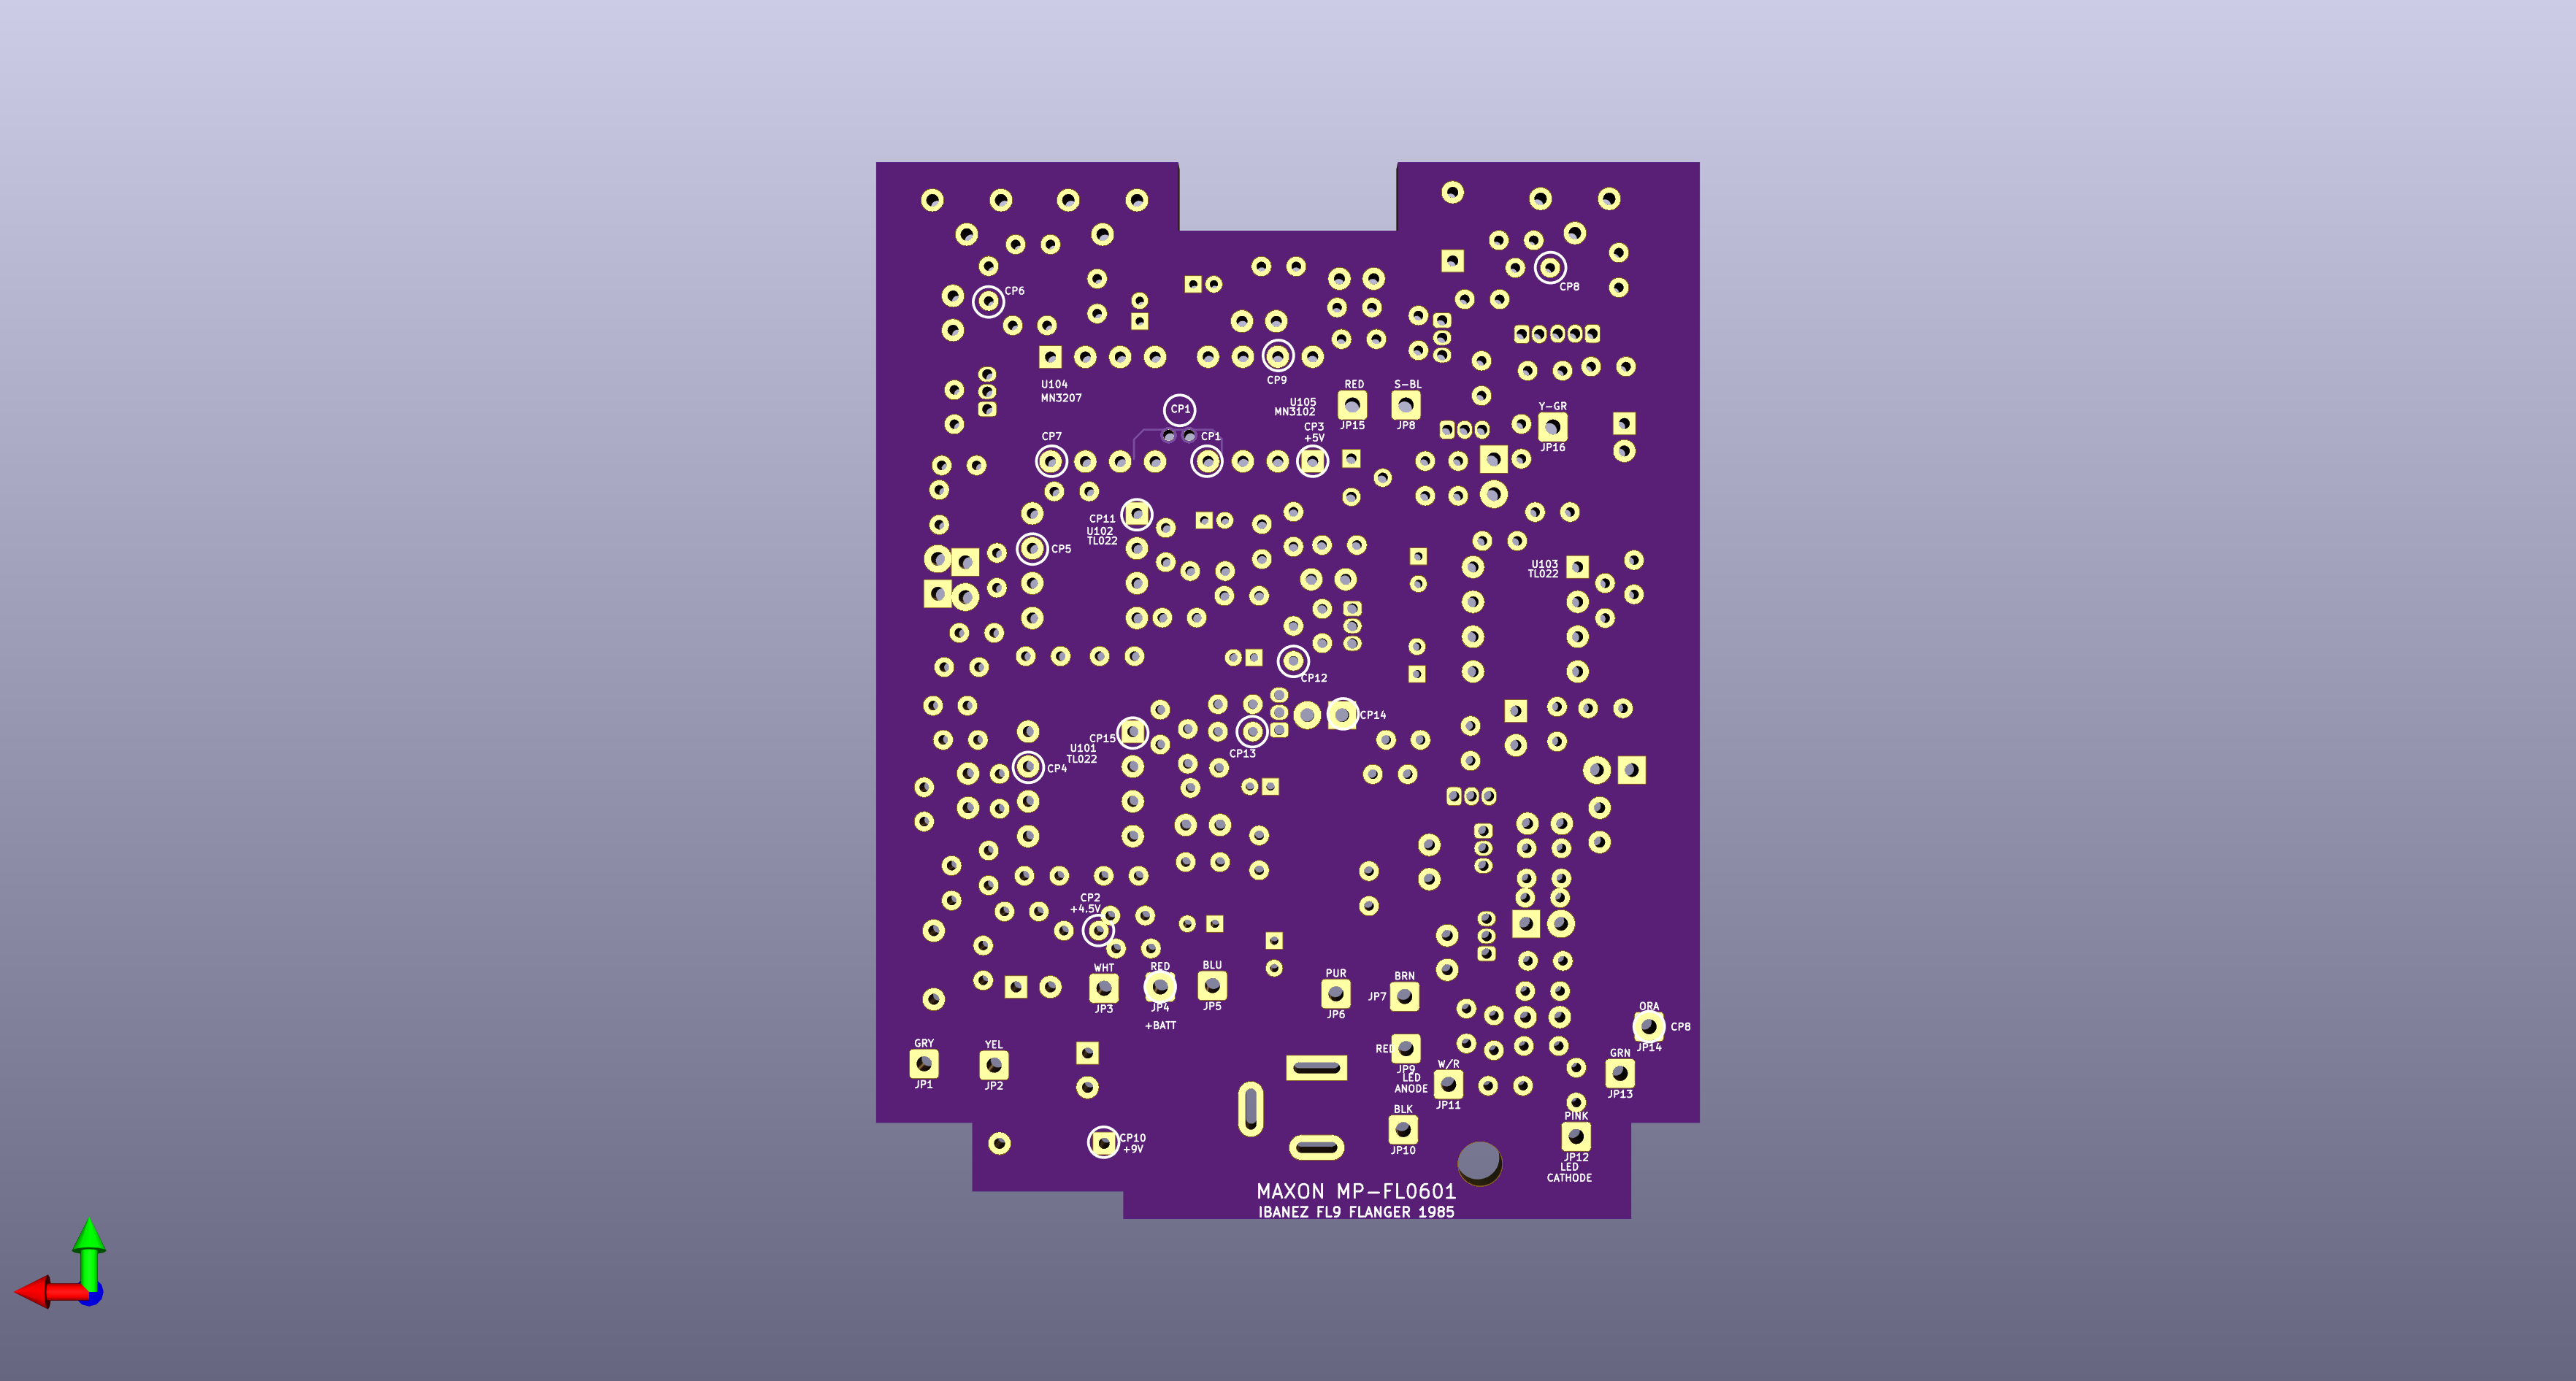 CP6
CP8
U104
MN3207
CP9
RED
JP15
S-BL
JP8
U105
MN3102
CP1
Y-GR
JP16
CP3
+5V
CP7
CP1
CP11
U102
TL022
CP5
U103
TL022
CP12
CP14
CP15
U101
TL022
CP13
CP4
CP2
+4.5V
WHT
JP3
RED
JP4
+BATT
BLU
JP5
PUR
JP6
BRN
JP7
ORA
JP14
CP8
GRY
JP1
YEL
JP2
RED
JP9
LED
ANODE
W/R
JP11
GRN
JP13
BLK
JP10
PINK
JP12
LED
CATHODE
CP10
+9V
MAXON MP-FL0601
IBANEZ FL9 FLANGER 1985